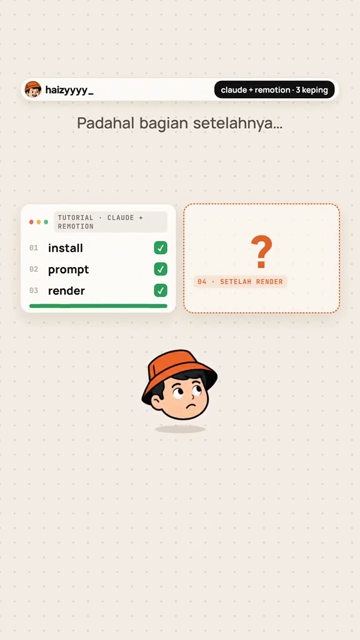 haizyyyy_
claude + remotion · 3 keping
Padahal bagian setelahnya…
TUTORIAL · CLAUDE +
REMOTION
01 install
02 prompt
03 render
?
04 · SETELAH RENDER